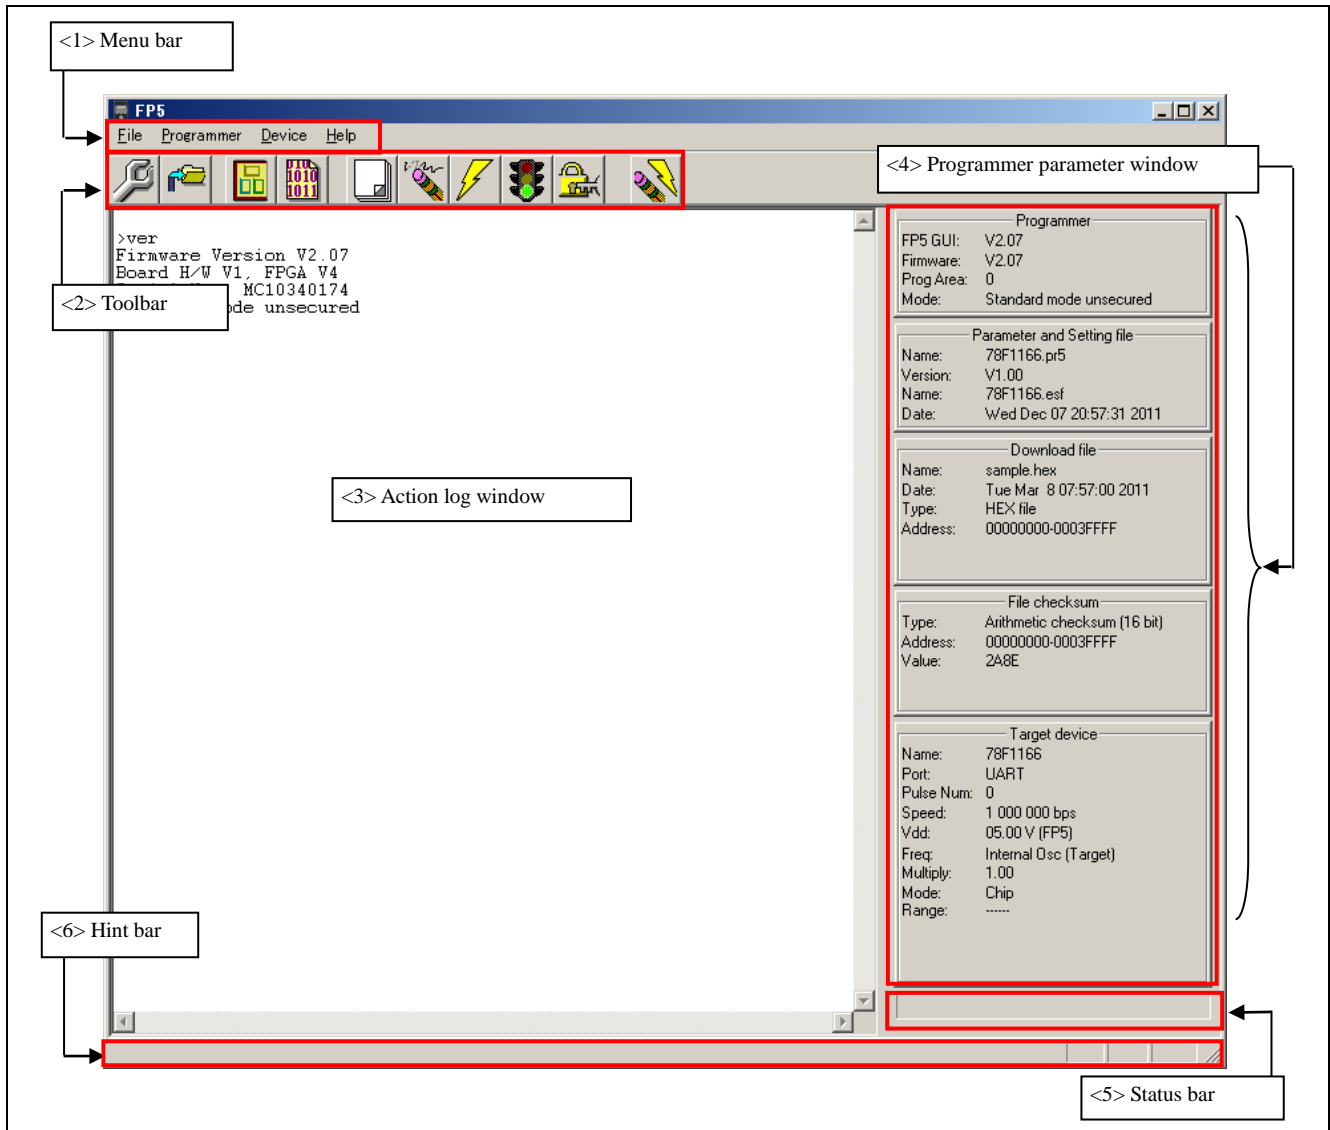 <1> Menu bar
FP5
File Programmer Device Help
<4> Programmer parameter window
>ver
Firmware Version V2.07
Board H/W V1, FPGA V4
MC10340174
<2> Toolbar
de unsecured
<3> Action log window
Programmer
FP5 GUI: V2.07
Firmware: V2.07
Prog Area: 0
Mode: Standard mode unsecured
Parameter and Setting file
Name: 78F1166.pr5
Version: V1.00
Name: 78F1166.esf
Date: Wed Dec 07 20:57:31 2011
Download file
Name: sample.hex
Date: Tue Mar 8 07:57:00 2011
Type: HEX file
Address: 00000000-0003FFFF
File checksum
Type: Arithmetic checksum (16 bit)
Address: 00000000-0003FFFF
Value: 2A8E
Target device
Name: 78F1166
Port: UART
Pulse Num: 0
Speed: 1 000 000 bps
Vdd: 05.00 V (FP5)
Freq: Internal Osc (Target)
Multiply: 1.00
Mode: Chip
Range: ------
<6> Hint bar
<5> Status bar